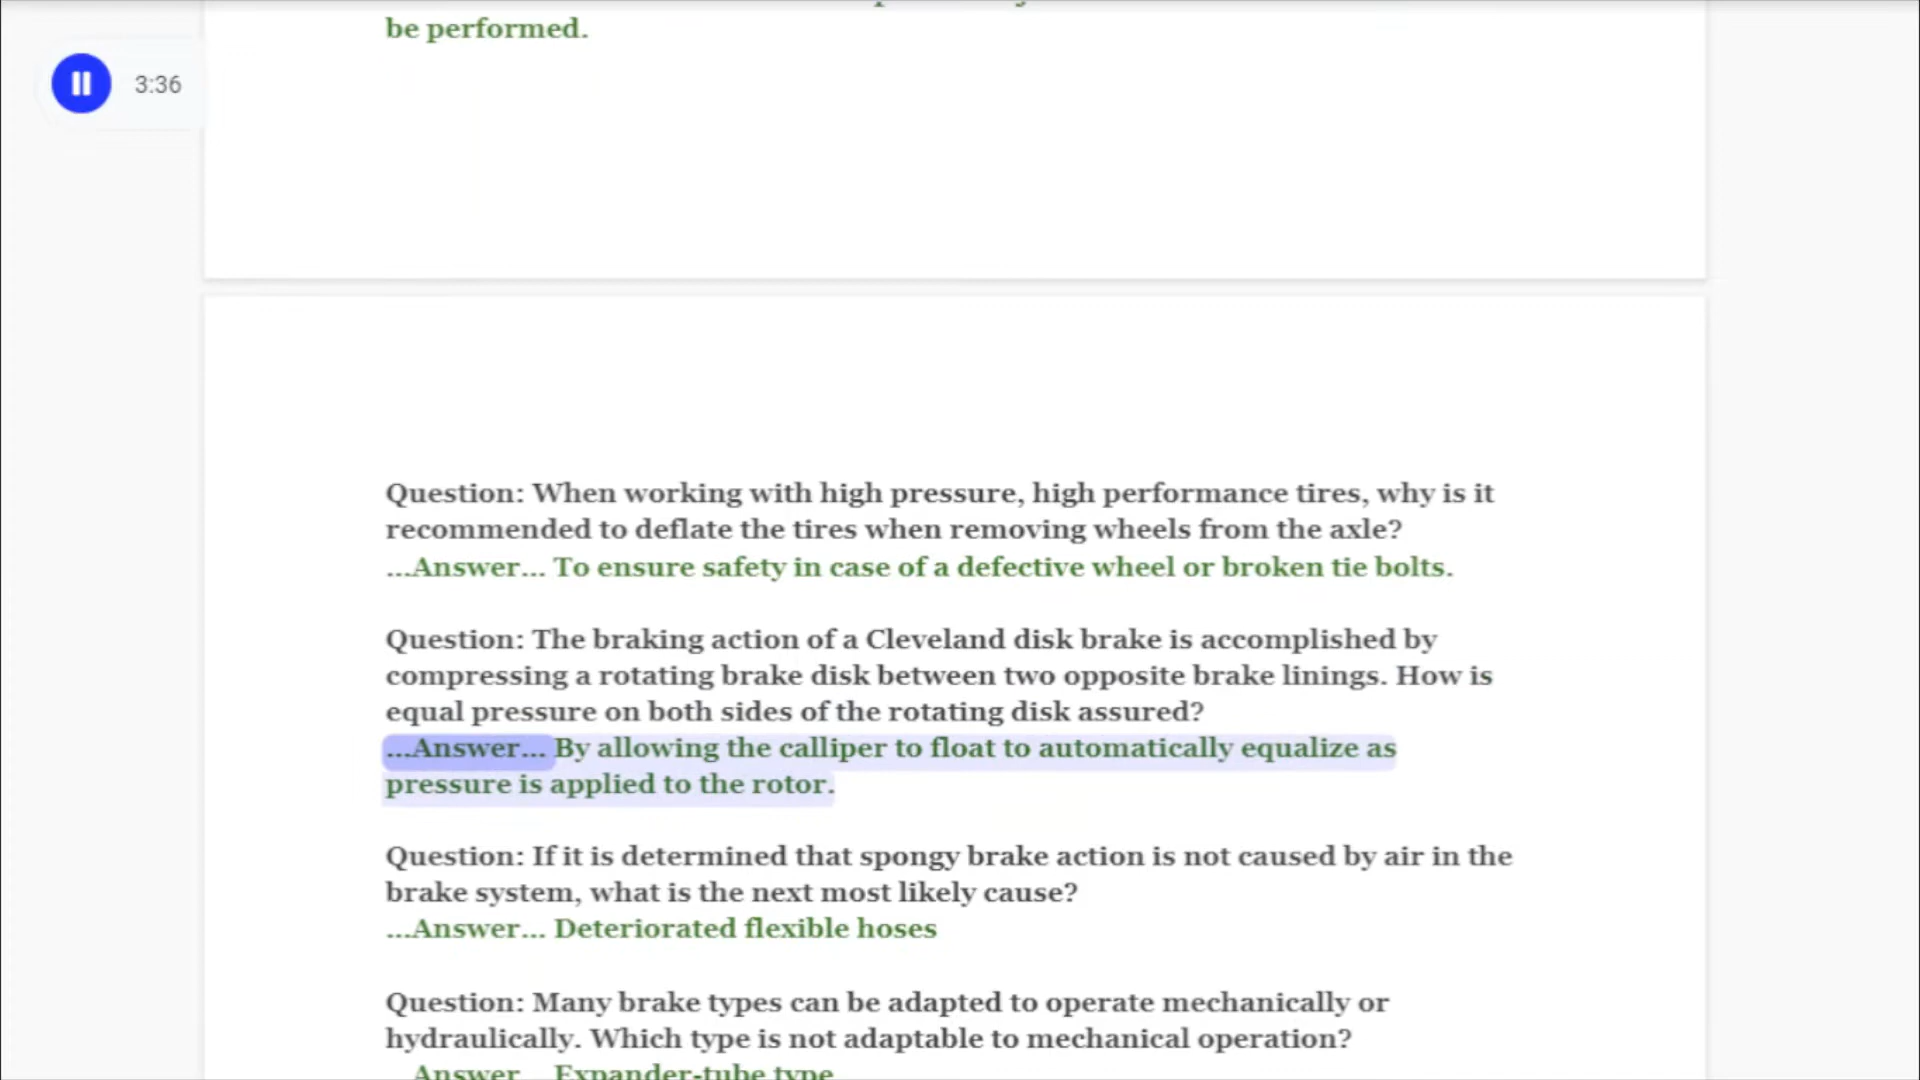 be performed.
3:36
Question: When working with high pressure, high performance tires, why is it
recommended to deflate the tires when removing wheels from the axle?
...Answer... To ensure safety in case of a defective wheel or broken tie bolts.
Question: The braking action of a Cleveland disk brake is accomplished by
compressing a rotating brake disk between two opposite brake linings. How is
equal pressure on both sides of the rotating disk assured?
...Answer... By allowing the calliper to float to automatically equalize as
pressure is applied to the rotor.
Question: If it is determined that spongy brake action is not caused by air in the
brake system, what is the next most likely cause?
...Answer... Deteriorated flexible hoses
Question: Many brake types can be adapted to operate mechanically or
hydraulically. Which type is not adaptable to mechanical operation?
...Answer... Expander-tube type